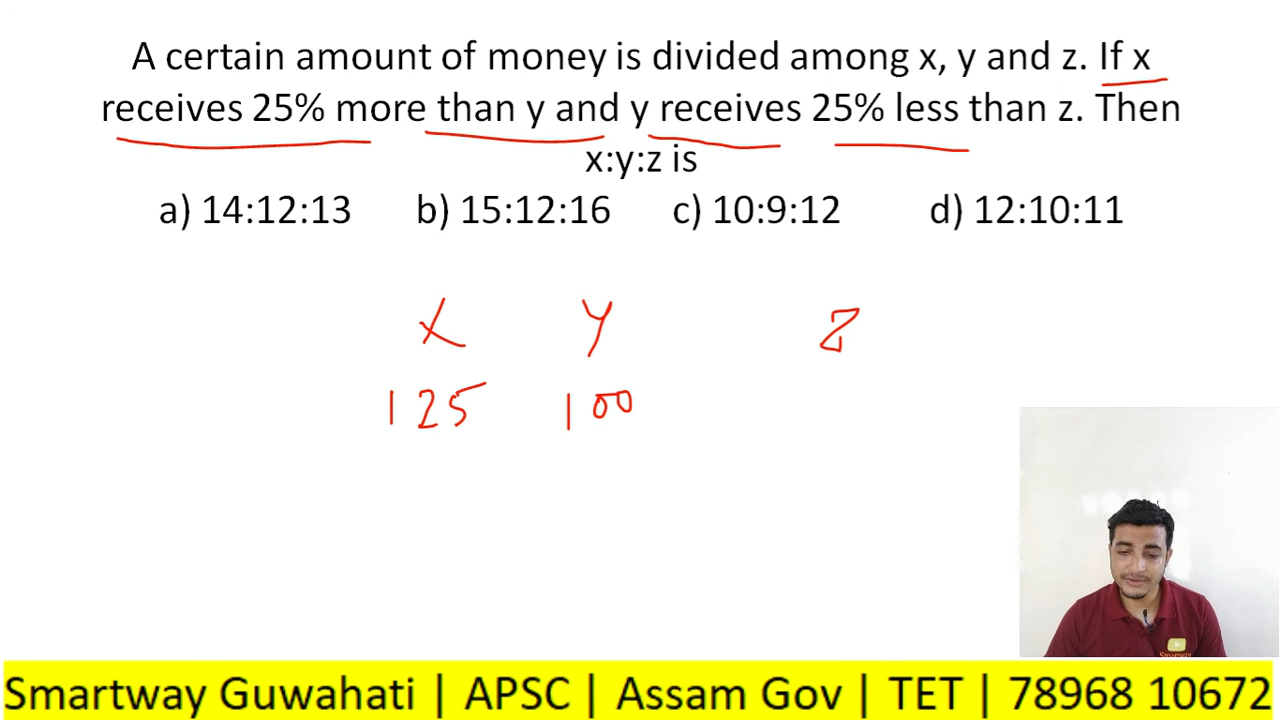 A certain amount of money is divided among x, y and z. If x
receives 25% more than y and y receives 25% less than z. Then
x:y:z is
a) 14:12:13 b) 15:12:16 c) 10:9:12 d) 12:10:11
X Y Z
125 100
Smartway
Smartway Guwahati | APSC | Assam Gov | TET | 78968 10672